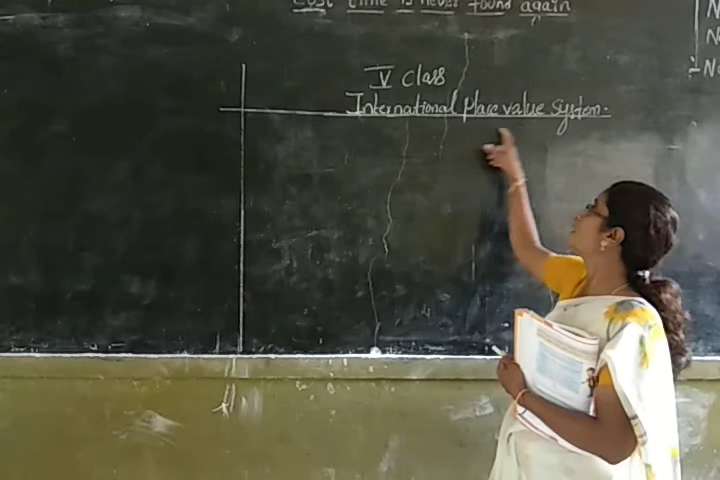 Lost time is never found again
V Class
International place value System.